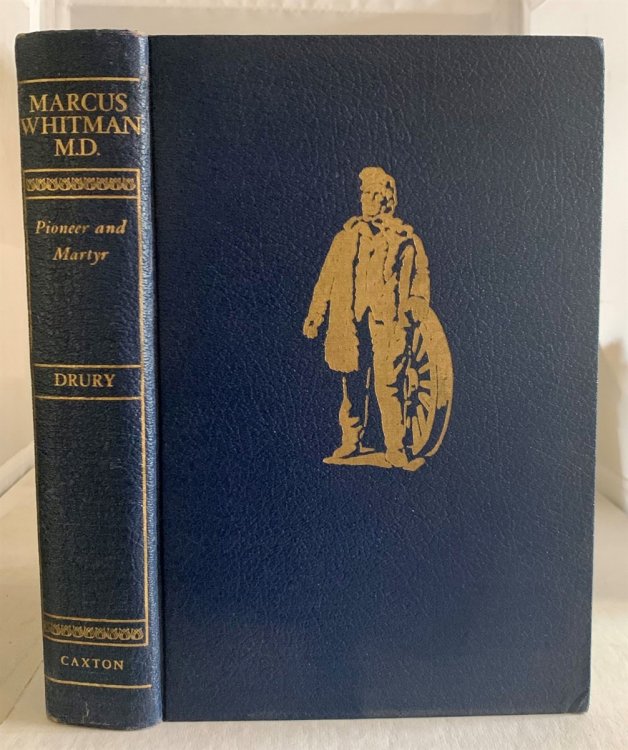 MARCUS
WHITMAN
M.D.
Pioneer and
Martyr
DRURY
CAXTON